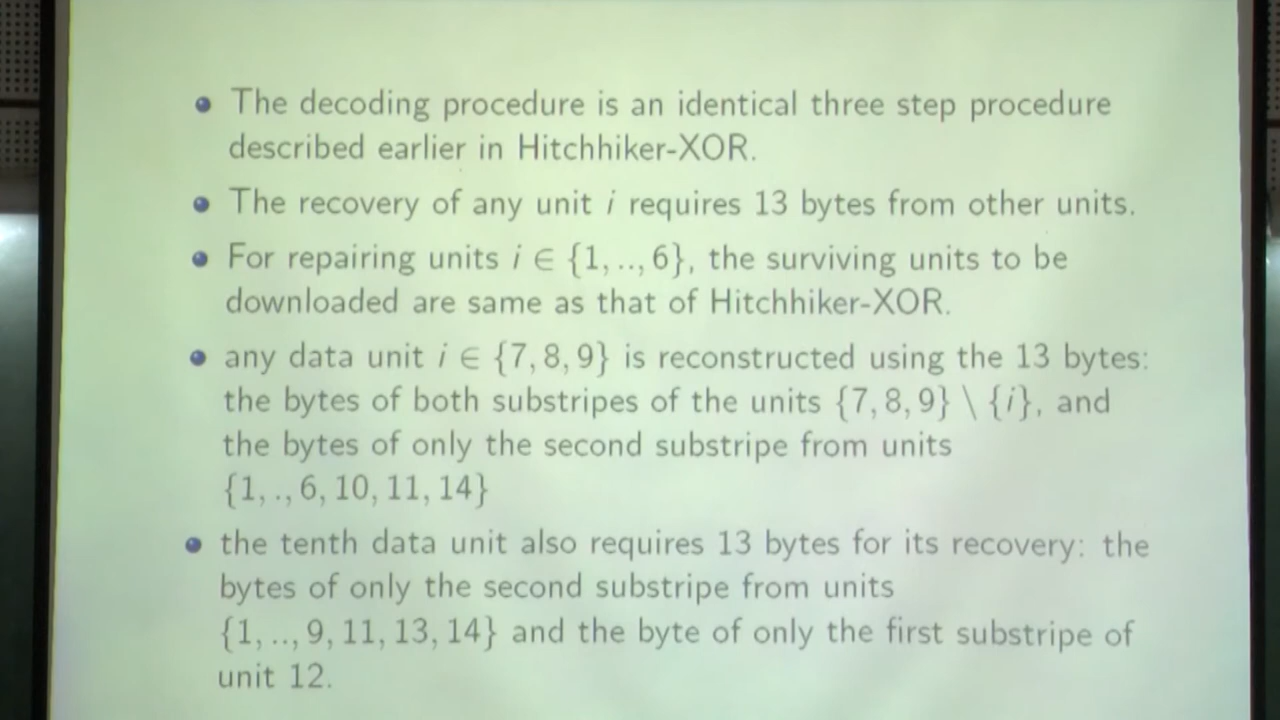 The decoding procedure is an identical three step procedure
described earlier in Hitchhiker-XOR.
The recovery of any unit i requires 13 bytes from other units.
For repairing units i ∈ {1, .., 6}, the surviving units to be
downloaded are same as that of Hitchhiker-XOR.
any data unit i ∈ {7, 8, 9} is reconstructed using the 13 bytes:
the bytes of both substripes of the units {7, 8, 9} \ {i}, and
the bytes of only the second substripe from units
{1, ., 6, 10, 11, 14}
the tenth data unit also requires 13 bytes for its recovery: the
bytes of only the second substripe from units
{1, .., 9, 11, 13, 14} and the byte of only the first substripe of
unit 12.